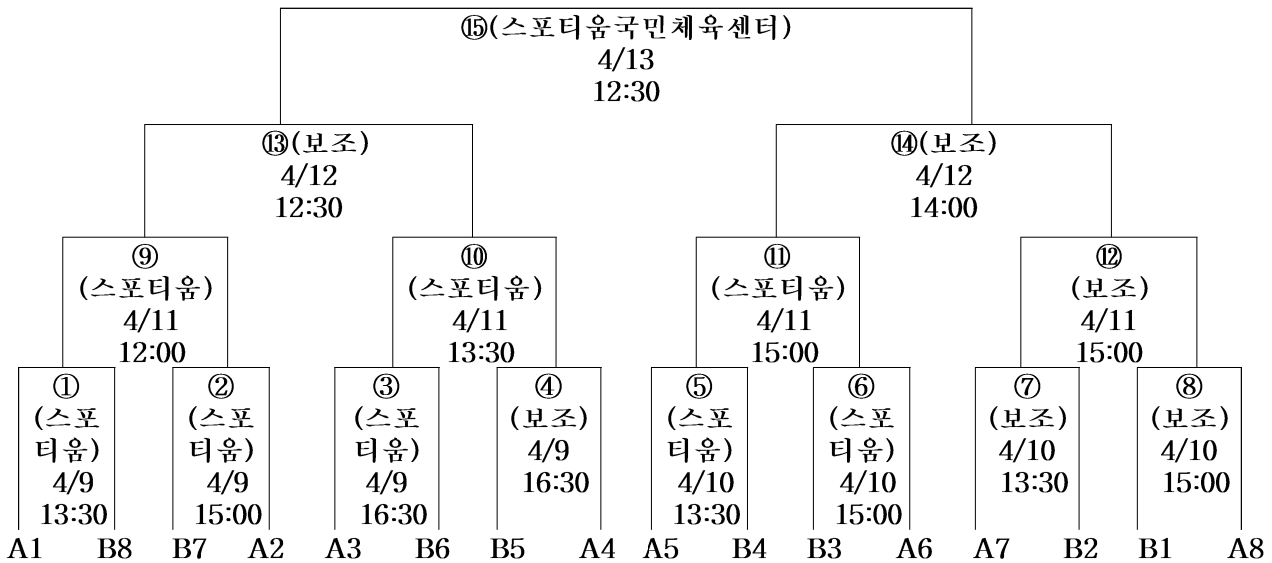 ⑮(스포티움국민체육센터)
4/13
12:30
⑬(보조)
4/12
12:30
⑭(보조)
4/12
14:00
⑨
(스포티움)
4/11
12:00
⑩
(스포티움)
4/11
13:30
⑪
(스포티움)
4/11
15:00
⑫
(보조)
4/11
15:00
①
(스포
티움)
4/9
13:30
②
(스포
티움)
4/9
15:00
③
(스포
티움)
4/9
16:30
④
(보조)
4/9
16:30
⑤
(스포
티움)
4/10
13:30
⑥
(스포
티움)
4/10
15:00
⑦
(보조)
4/10
13:30
⑧
(보조)
4/10
15:00
A1 B8 B7 A2 A3 B6 B5 A4 A5 B4 B3 A6 A7 B2 B1 A8